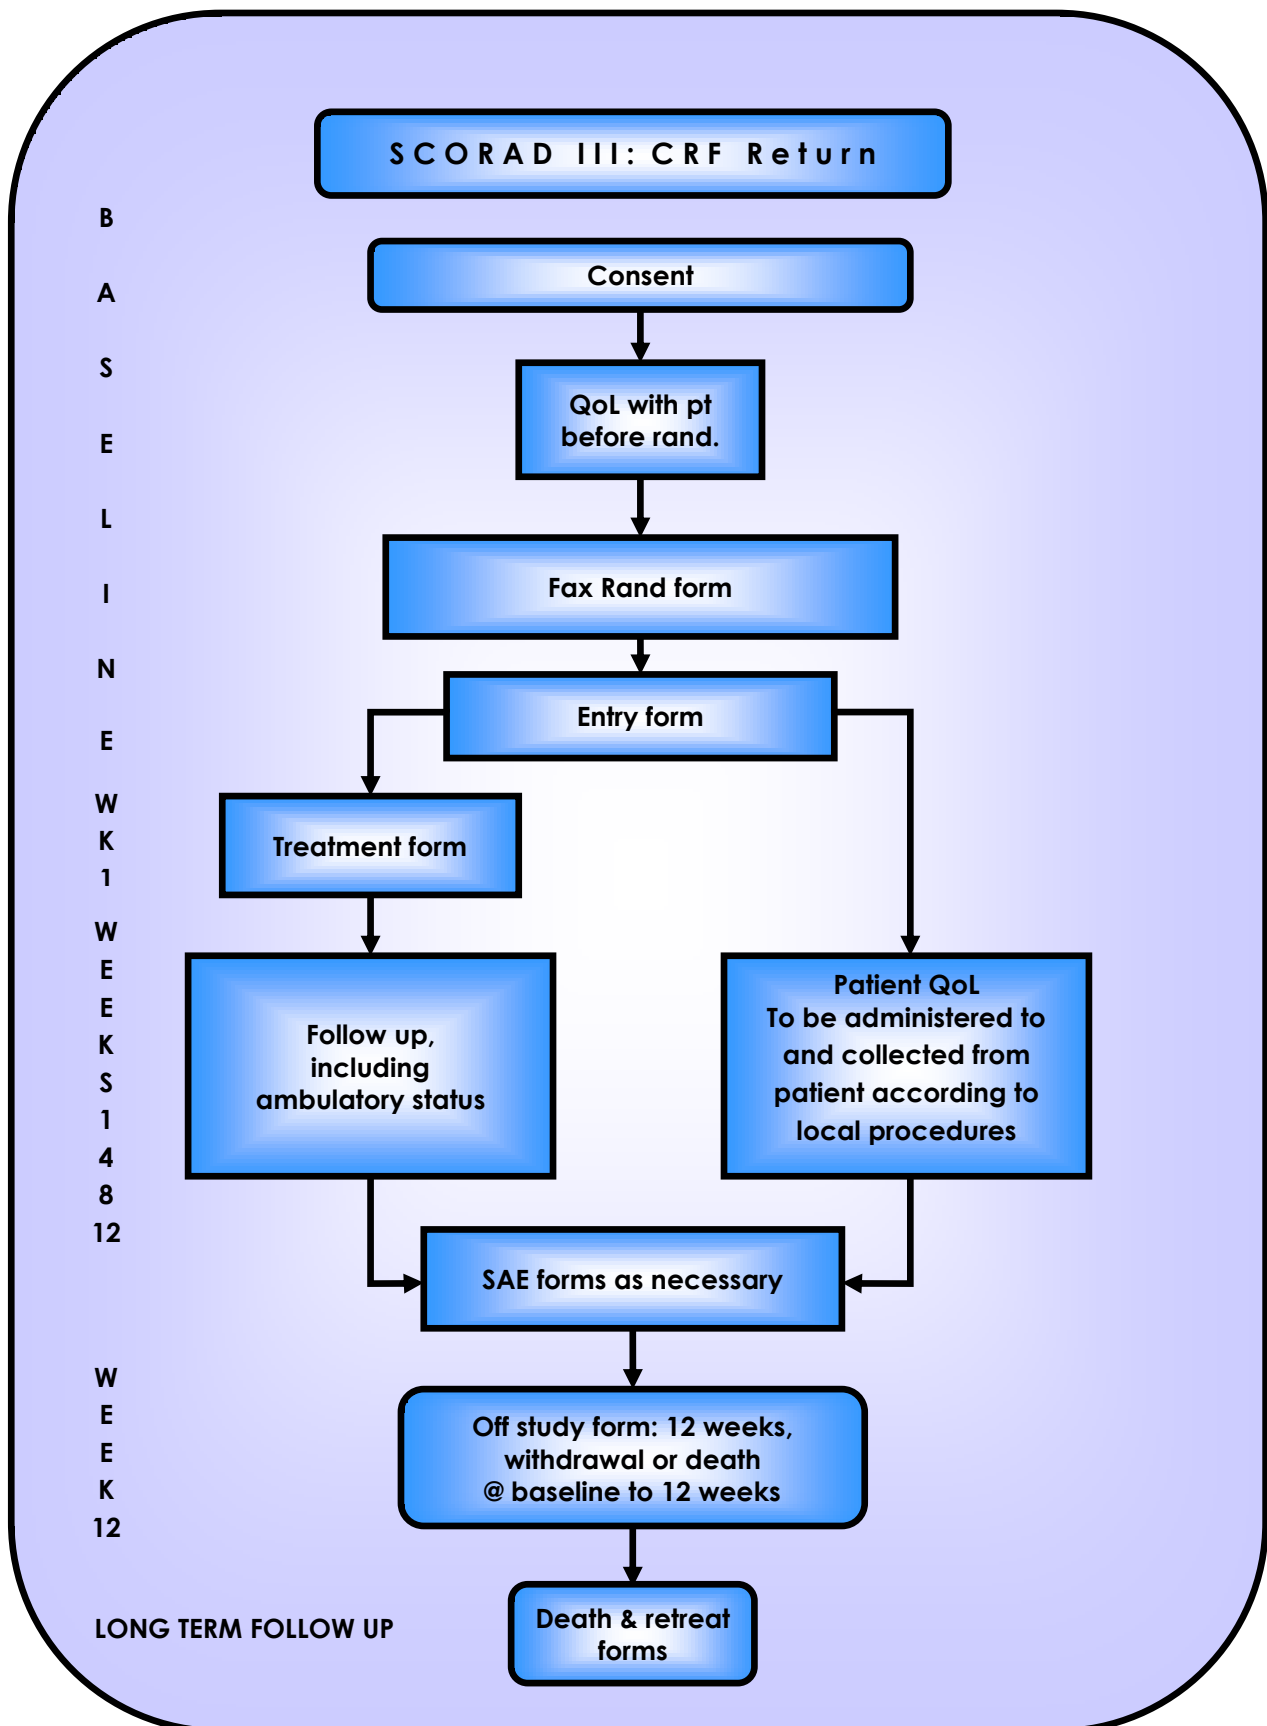 SCORAD III: CRF Return
B
A
S
E
L
I
N
E
Consent
QoL with pt
before rand.
Fax Rand form
Entry form
W
K
1
Treatment form
W
E
E
K
S
1
4
8
12
Follow up,
including
ambulatory status
Patient QoL
To be administered to
and collected from
patient according to
local procedures
SAE forms as necessary
W
E
E
K
12
Off study form: 12 weeks,
withdrawal or death
@ baseline to 12 weeks
LONG TERM FOLLOW UP
Death & retreat
forms